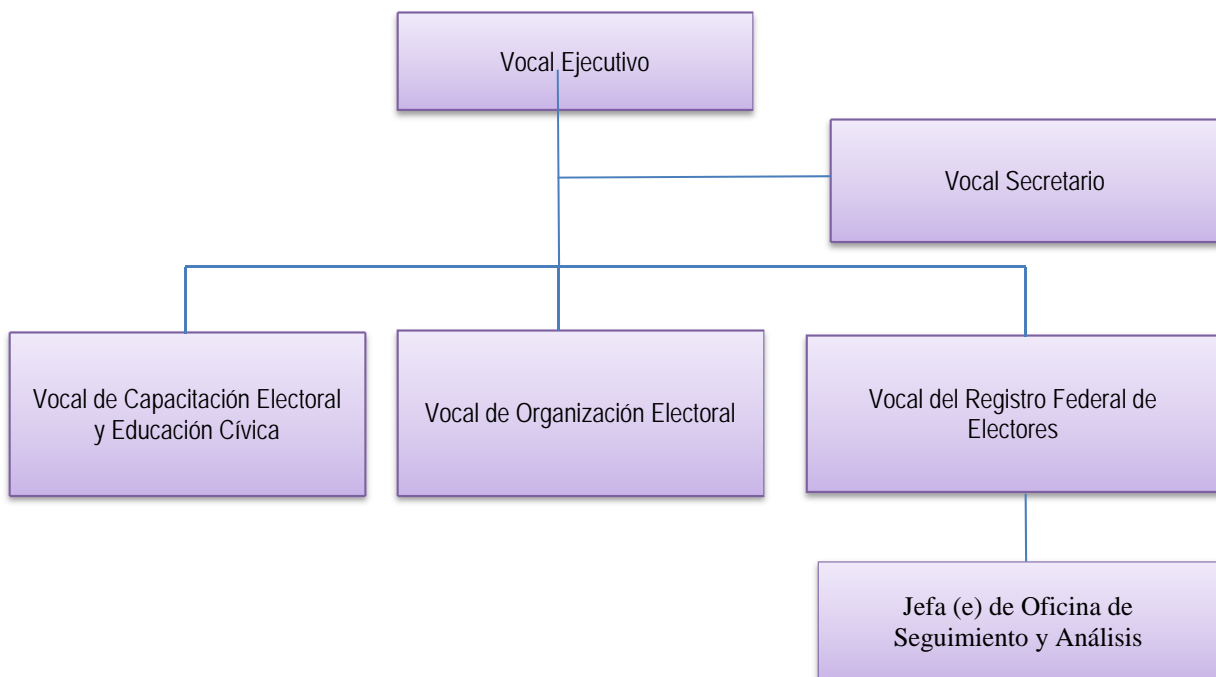 Vocal Ejecutivo
Vocal Secretario
Vocal de Capacitación Electoral
y Educación Cívica
Vocal de Organización Electoral
Vocal del Registro Federal de
Electores
Jefa (e) de Oficina de
Seguimiento y Análisis